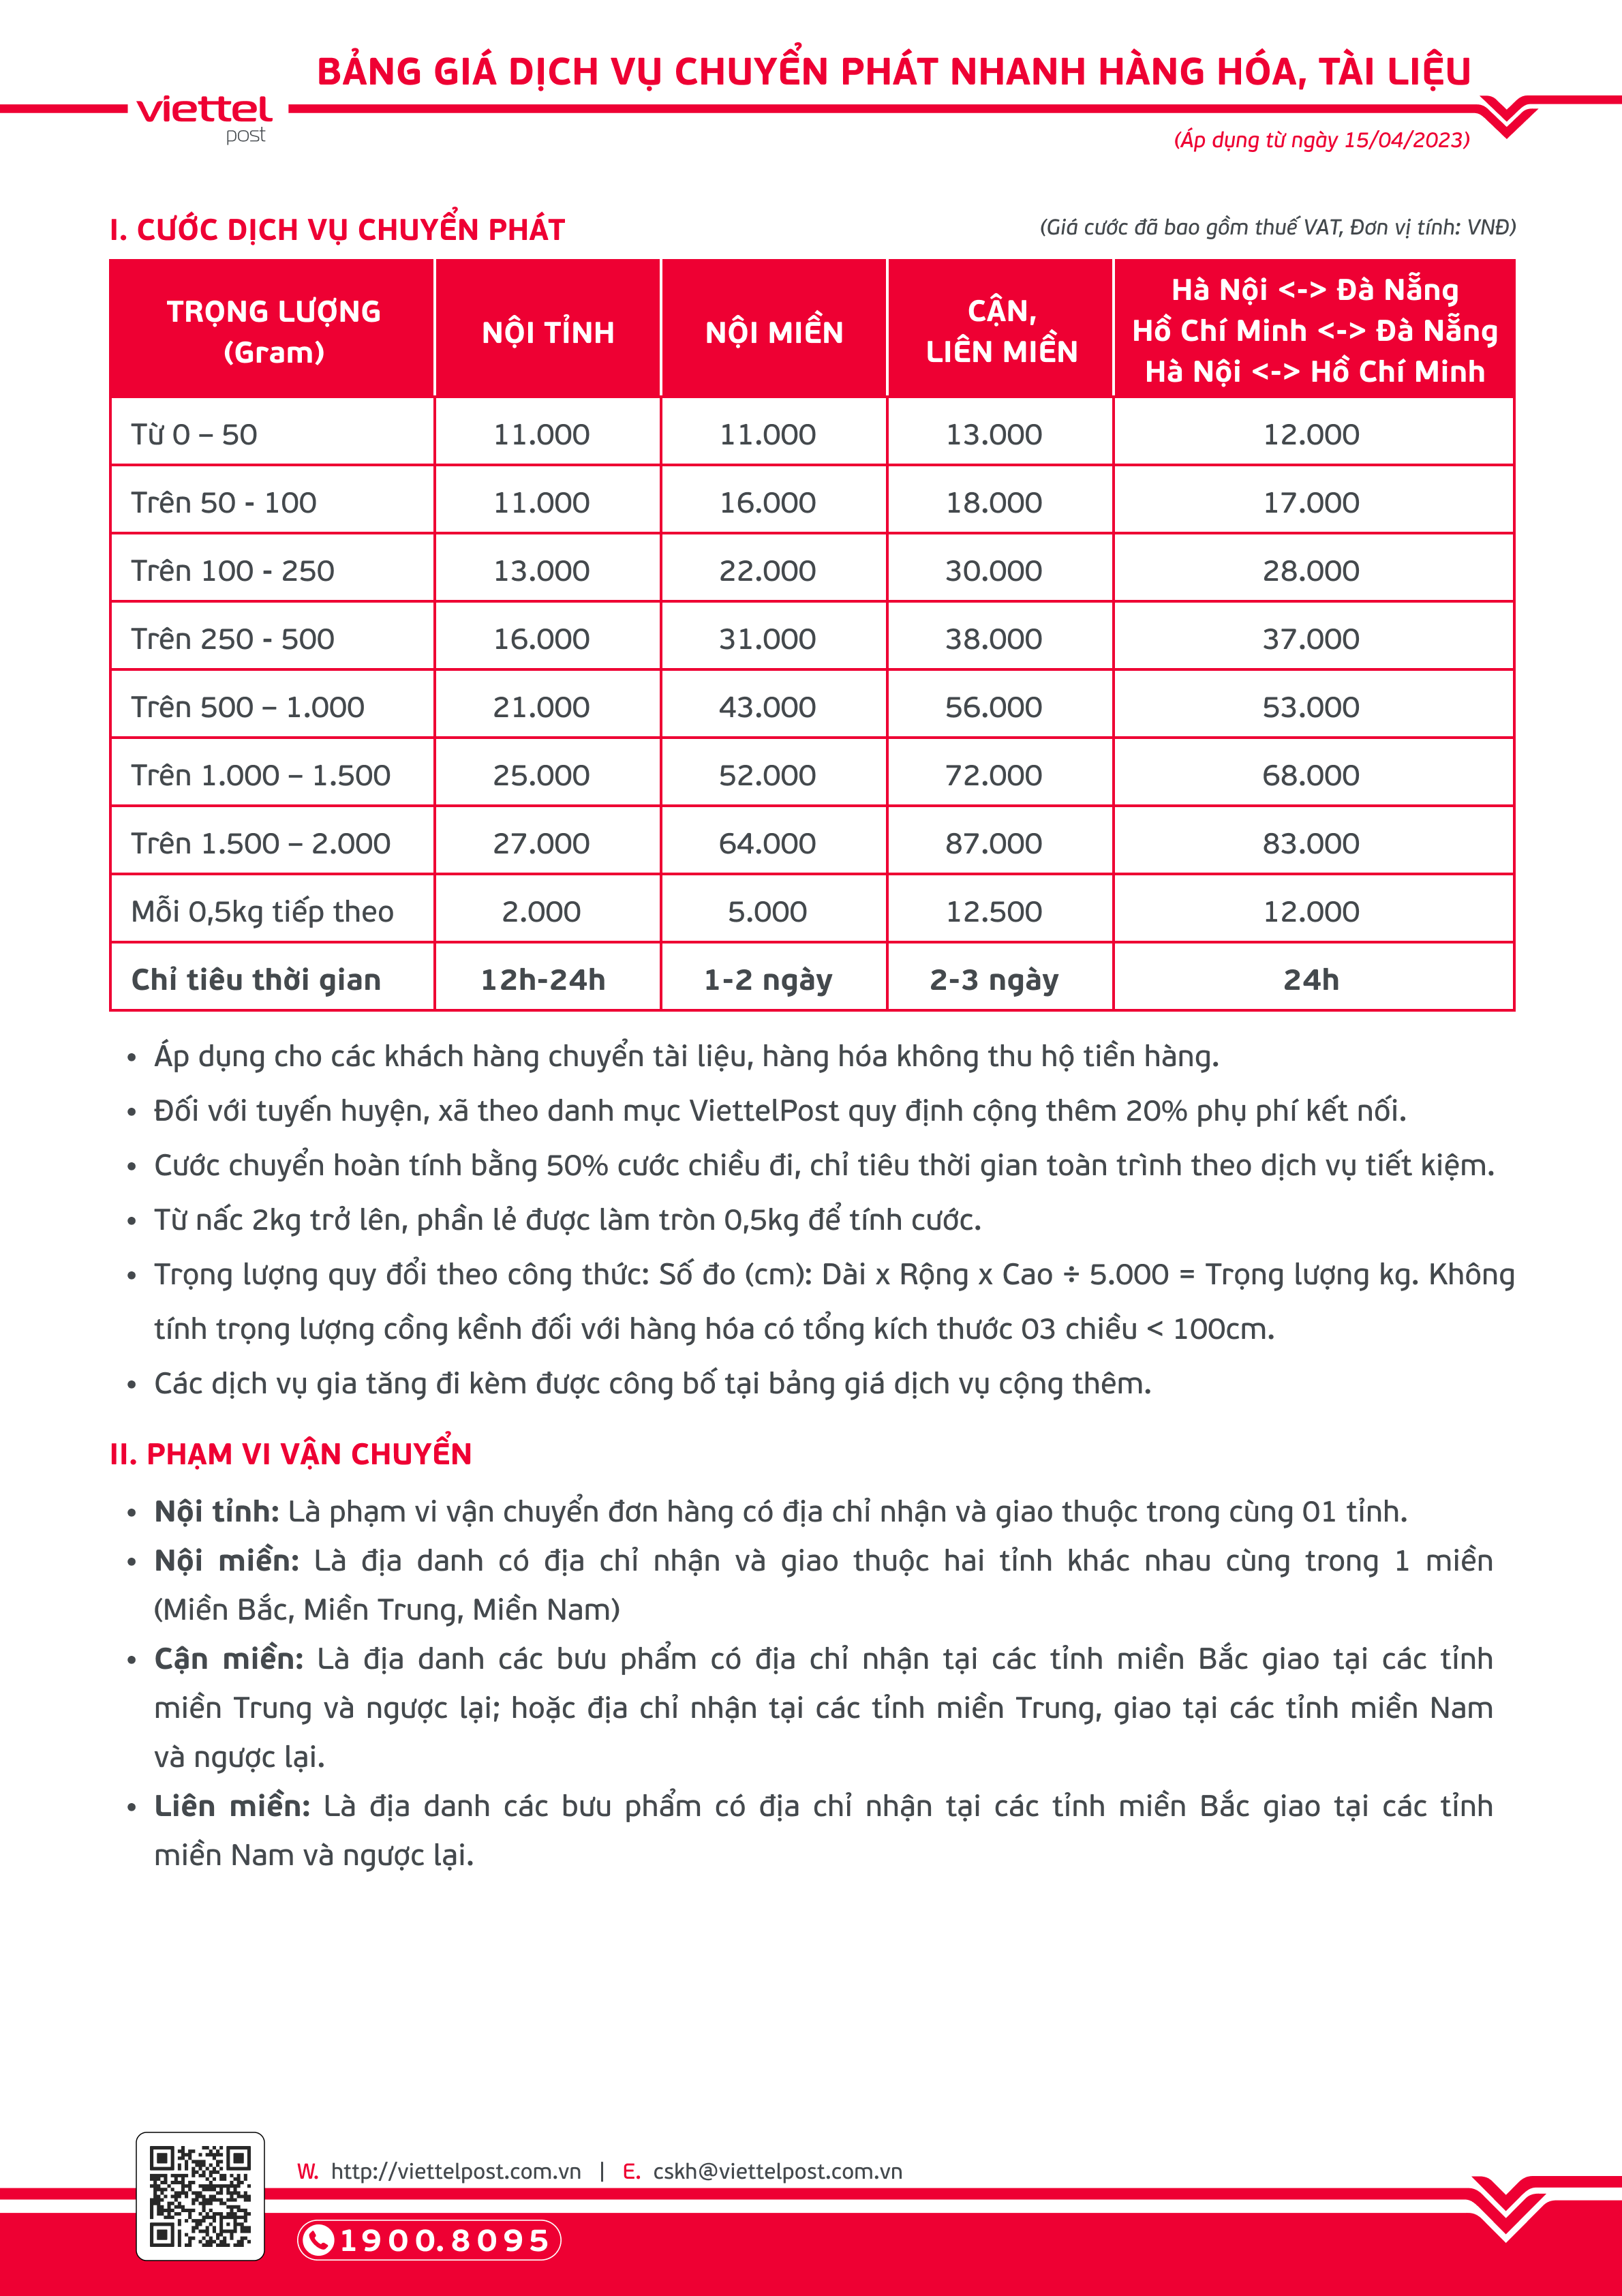 BẢNG GIÁ DỊCH VỤ CHUYỂN PHÁT NHANH HÀNG HÓA, TÀI LIỆU
viettel
post
(Áp dụng từ ngày 15/04/2023)
I. CƯỚC DỊCH VỤ CHUYỂN PHÁT
(Giá cước đã bao gồm thuế VAT, Đơn vị tính: VNĐ)
TRỌNG LƯỢNG
(Gram)
NỘI TỈNH
NỘI MIỀN
CẬN,
LIÊN MIỀN
Hà Nội <-> Đà Nẵng
Hồ Chí Minh <-> Đà Nẵng
Hà Nội <-> Hồ Chí Minh
Từ 0 – 50 11.000 11.000 13.000 12.000
Trên 50 - 100 11.000 16.000 18.000 17.000
Trên 100 - 250 13.000 22.000 30.000 28.000
Trên 250 - 500 16.000 31.000 38.000 37.000
Trên 500 – 1.000 21.000 43.000 56.000 53.000
Trên 1.000 – 1.500 25.000 52.000 72.000 68.000
Trên 1.500 – 2.000 27.000 64.000 87.000 83.000
Mỗi 0,5kg tiếp theo 2.000 5.000 12.500 12.000
Chỉ tiêu thời gian 12h-24h 1-2 ngày 2-3 ngày 24h
• Áp dụng cho các khách hàng chuyển tài liệu, hàng hóa không thu hộ tiền hàng.
• Đối với tuyến huyện, xã theo danh mục ViettelPost quy định cộng thêm 20% phụ phí kết nối.
• Cước chuyển hoàn tính bằng 50% cước chiều đi, chỉ tiêu thời gian toàn trình theo dịch vụ tiết kiệm.
• Từ nấc 2kg trở lên, phần lẻ được làm tròn 0,5kg để tính cước.
• Trọng lượng quy đổi theo công thức: Số đo (cm): Dài x Rộng x Cao ÷ 5.000 = Trọng lượng kg. Không
tính trọng lượng cồng kềnh đối với hàng hóa có tổng kích thước 03 chiều < 100cm.
• Các dịch vụ gia tăng đi kèm được công bố tại bảng giá dịch vụ cộng thêm.
II. PHẠM VI VẬN CHUYỂN
• Nội tỉnh: Là phạm vi vận chuyển đơn hàng có địa chỉ nhận và giao thuộc trong cùng 01 tỉnh.
• Nội miền: Là địa danh có địa chỉ nhận và giao thuộc hai tỉnh khác nhau cùng trong 1 miền
(Miền Bắc, Miền Trung, Miền Nam)
• Cận miền: Là địa danh các bưu phẩm có địa chỉ nhận tại các tỉnh miền Bắc giao tại các tỉnh
miền Trung và ngược lại; hoặc địa chỉ nhận tại các tỉnh miền Trung, giao tại các tỉnh miền Nam
và ngược lại.
• Liên miền: Là địa danh các bưu phẩm có địa chỉ nhận tại các tỉnh miền Bắc giao tại các tỉnh
miền Nam và ngược lại.
W. http://viettelpost.com.vn | E. cskh@viettelpost.com.vn
1900.8095